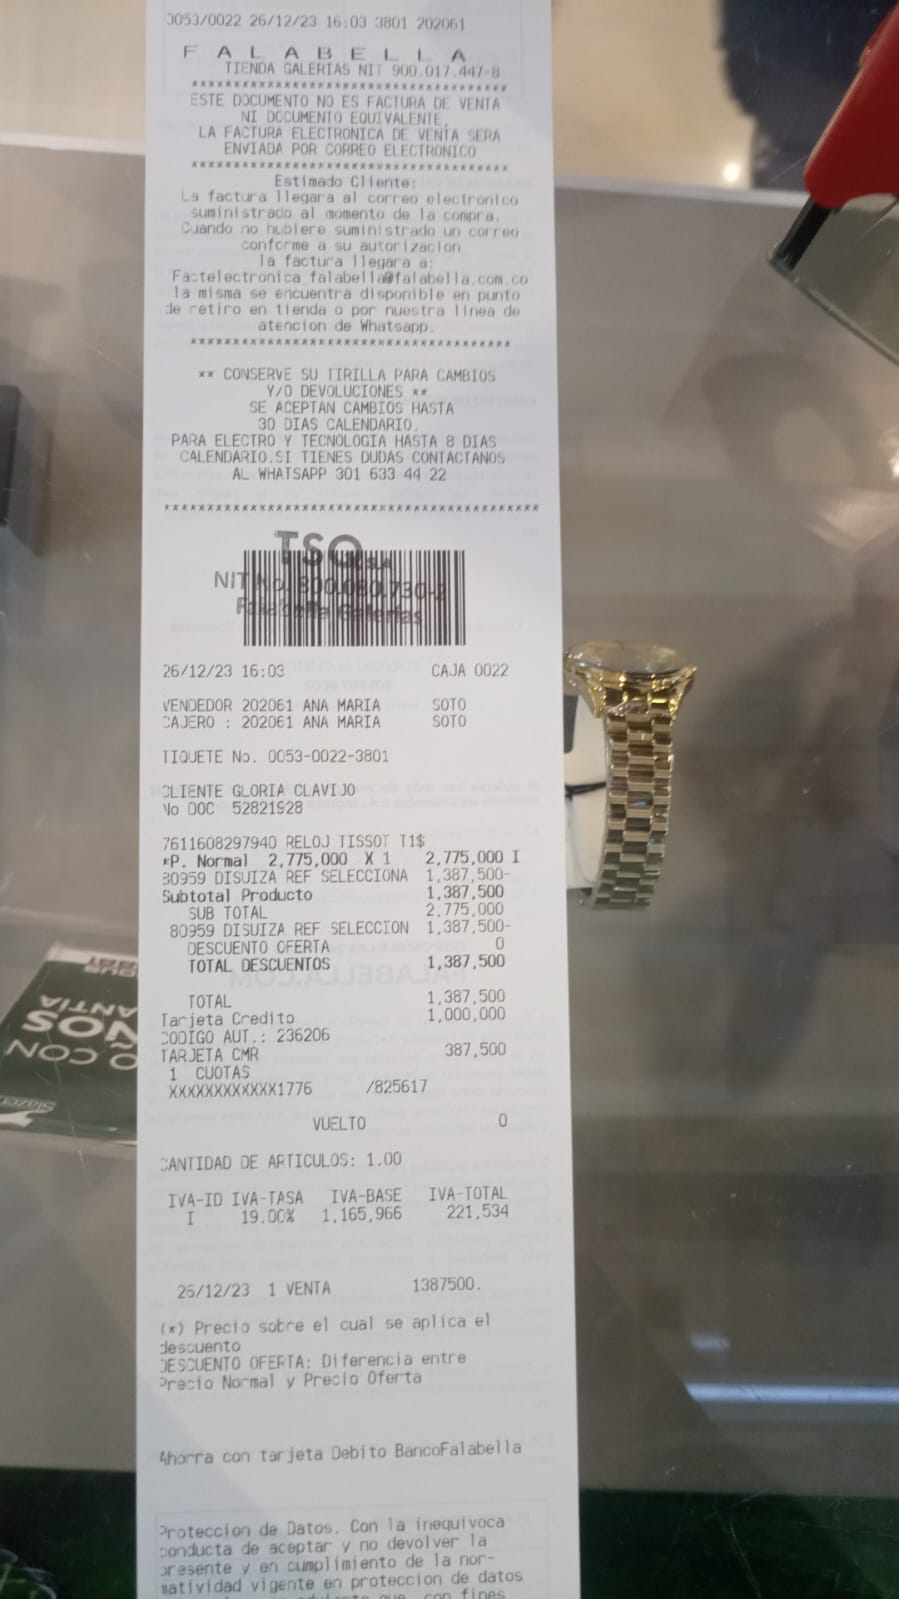 0053/0022 26/12/23 16:03 3801 202061
F A L A B E L L A
TIENDA GALERIAS NIT 900.017.447-8
****************************************
ESTE DOCUMENTO NO ES FACTURA DE VENTA
NI DOCUMENTO EQUIVALENTE,
LA FACTURA ELECTRONICA DE VENTA SERA
ENVIADA POR CORREO ELECTRONICO
****************************************
Estimado Cliente:
La factura llegara al correo electronico
suministrado al momento de la compra.
Cuando no hubiere suministrado un correo
conforme a su autorizacion
la factura llegara a:
Factelectronica_falabella@falabella.com.co
la misma se encuentra disponible en punto
de retiro en tienda o por nuestra linea de
atencion de Whatsapp.
****************************************
** CONSERVE SU TIRILLA PARA CAMBIOS
Y/O DEVOLUCIONES **
SE ACEPTAN CAMBIOS HASTA
30 DIAS CALENDARIO.
PARA ELECTRO Y TECNOLOGIA HASTA 8 DIAS
CALENDARIO.SI TIENES DUDAS CONTACTANOS
AL WHATSAPP 301 633 44 22
********************************************
TSO S.A
NIT No. 800.080.730-2
Falabella Galerias
26/12/23 16:03 CAJA 0022
VENDEDOR 202061 ANA MARIA SOTO
CAJERO : 202061 ANA MARIA SOTO
TIQUETE No. 0053-0022-3801
CLIENTE GLORIA CLAVIJO
No DOC 52821928
7611608297940 RELOJ TISSOT T1$
*P. Normal 2,775,000 X 1 2,775,000 I
80959 DISUIZA REF SELECCIONA 1,387,500-
Subtotal Producto 1,387,500
SUB TOTAL 2,775,000
80959 DISUIZA REF SELECCION 1,387,500-
DESCUENTO OFERTA 0
TOTAL DESCUENTOS 1,387,500
TOTAL 1,387,500
Tarjeta Credito 1,000,000
CODIGO AUT.: 236206
TARJETA CMR 387,500
1 CUOTAS
XXXXXXXXXXXX1776 /825617
VUELTO 0
CANTIDAD DE ARTICULOS: 1.00
IVA-ID IVA-TASA IVA-BASE IVA-TOTAL
I 19.00% 1,165,966 221,534
26/12/23 1 VENTA 1387500.
(*) Precio sobre el cual se aplica el
descuento
DESCUENTO OFERTA: Diferencia entre
Precio Normal y Precio Oferta
Ahorra con tarjeta Debito BancoFalabella
Proteccion de Datos. Con la inequivoca
conducta de aceptar y no devolver la
presente y en cumplimiento de la nor-
matividad vigente en proteccion de datos